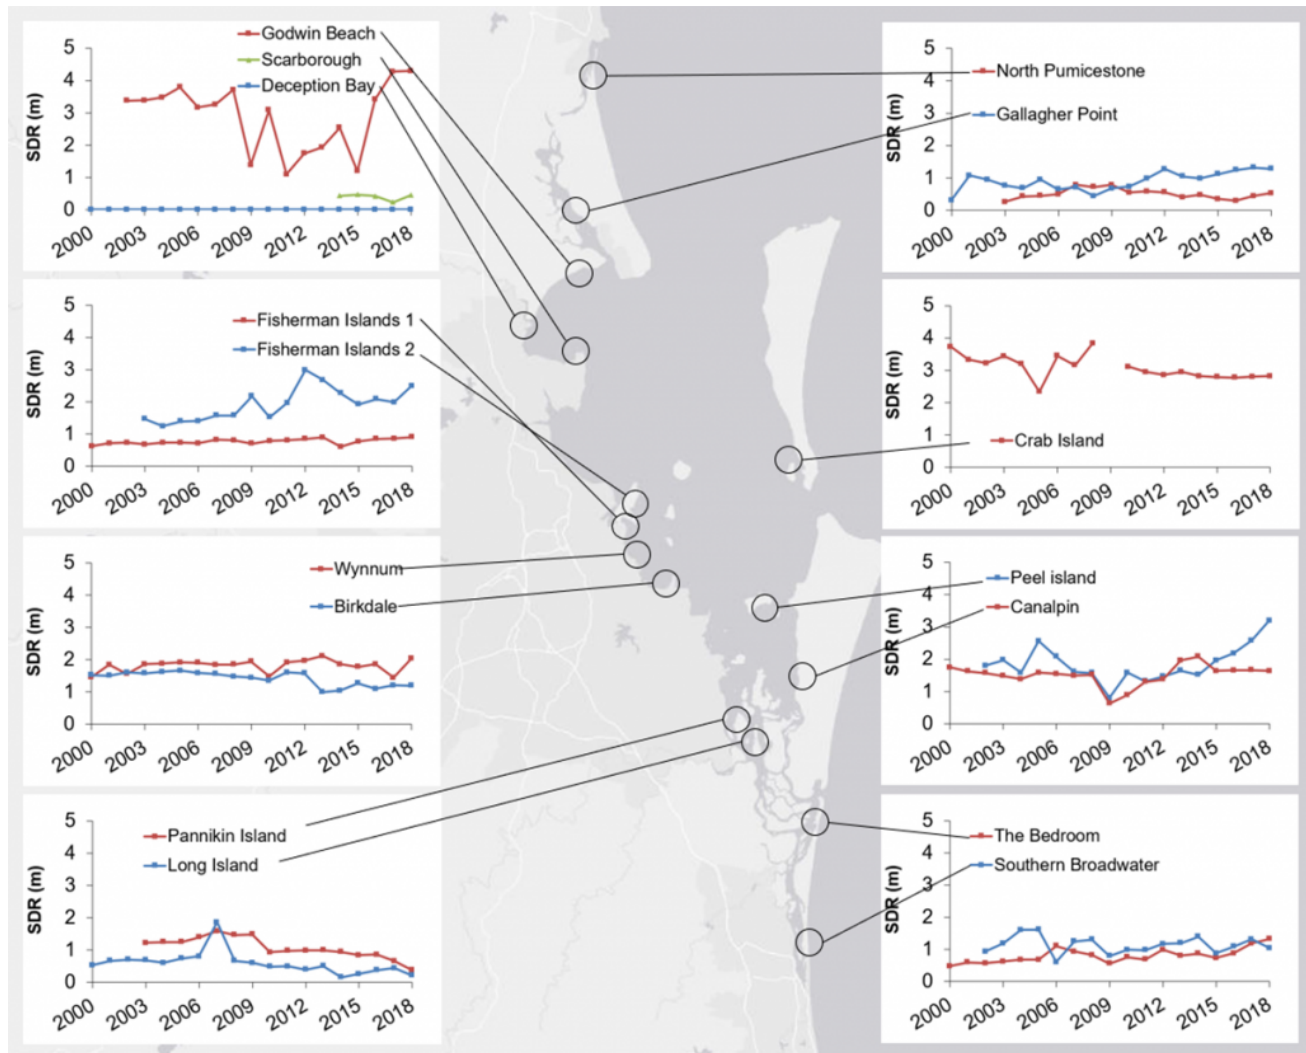 Godwin Beach
Scarborough
Deception Bay
SDR (m)
5
4
3
2
1
0
2000 2003 2006 2009 2012 2015 2018
North Pumicestone
Gallagher Point
SDR (m)
5
4
3
2
1
0
2000 2003 2006 2009 2012 2015 2018
Fisherman Islands 1
Fisherman Islands 2
SDR (m)
5
4
3
2
1
0
2000 2003 2006 2009 2012 2015 2018
Crab Island
SDR (m)
5
4
3
2
1
0
2000 2003 2006 2009 2012 2015 2018
Wynnum
Birkdale
SDR (m)
5
4
3
2
1
0
2000 2003 2006 2009 2012 2015 2018
Peel island
Canalpin
SDR (m)
5
4
3
2
1
0
2000 2003 2006 2009 2012 2015 2018
Pannikin Island
Long Island
SDR (m)
5
4
3
2
1
0
2000 2003 2006 2009 2012 2015 2018
The Bedroom
Southern Broadwater
SDR (m)
5
4
3
2
1
0
2000 2003 2006 2009 2012 2015 2018